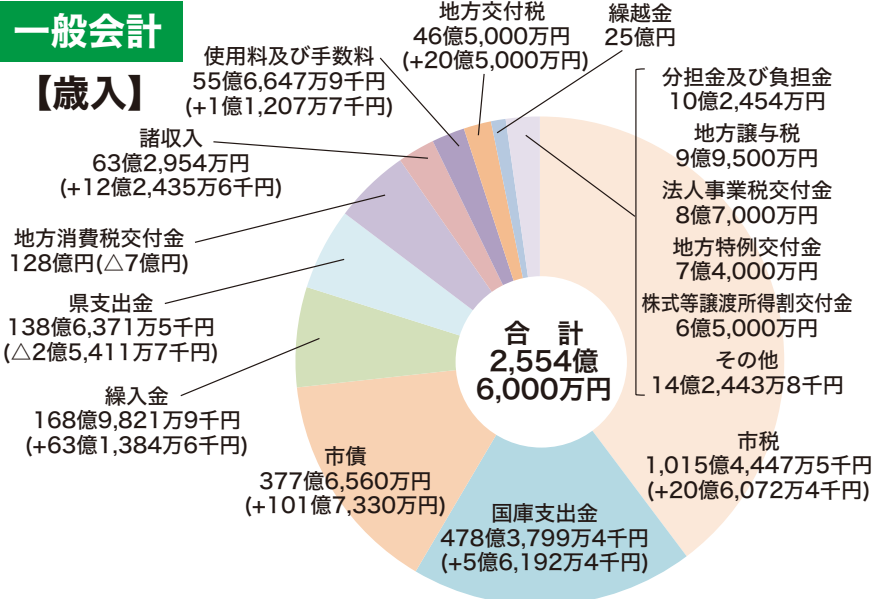 一般会計
【歳入】
地方交付税
46億5,000万円
(+20億5,000万円)
繰越金
25億円
使用料及び手数料
55億6,647万9千円
(+1億1,207万7千円)
諸収入
63億2,954万円
(+12億2,435万6千円)
地方消費税交付金
128億円(△7億円)
県支出金
138億6,371万5千円
(△2億5,411万7千円)
繰入金
168億9,821万9千円
(+63億1,384万6千円)
市債
377億6,560万円
(+101億7,330万円)
国庫支出金
478億3,799万4千円
(+5億6,192万4千円)
市税
1,015億4,447万5千円
(+20億6,072万4千円)
分担金及び負担金
10億2,454万円
地方譲与税
9億9,500万円
法人事業税交付金
8億7,000万円
地方特例交付金
7億4,000万円
株式等譲渡所得割交付金
6億5,000万円
その他
14億2,443万8千円
合　計
2,554億
6,000万円